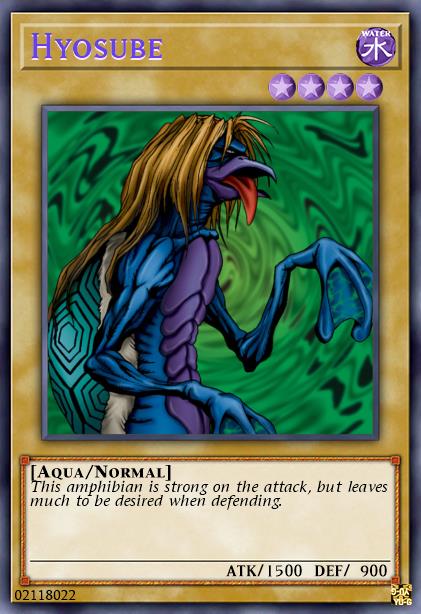 Hyosube
WATER
水
[Aqua/Normal]
This amphibian is strong on the attack, but leaves
much to be desired when defending.
ATK/1500 DEF/ 900
02118022